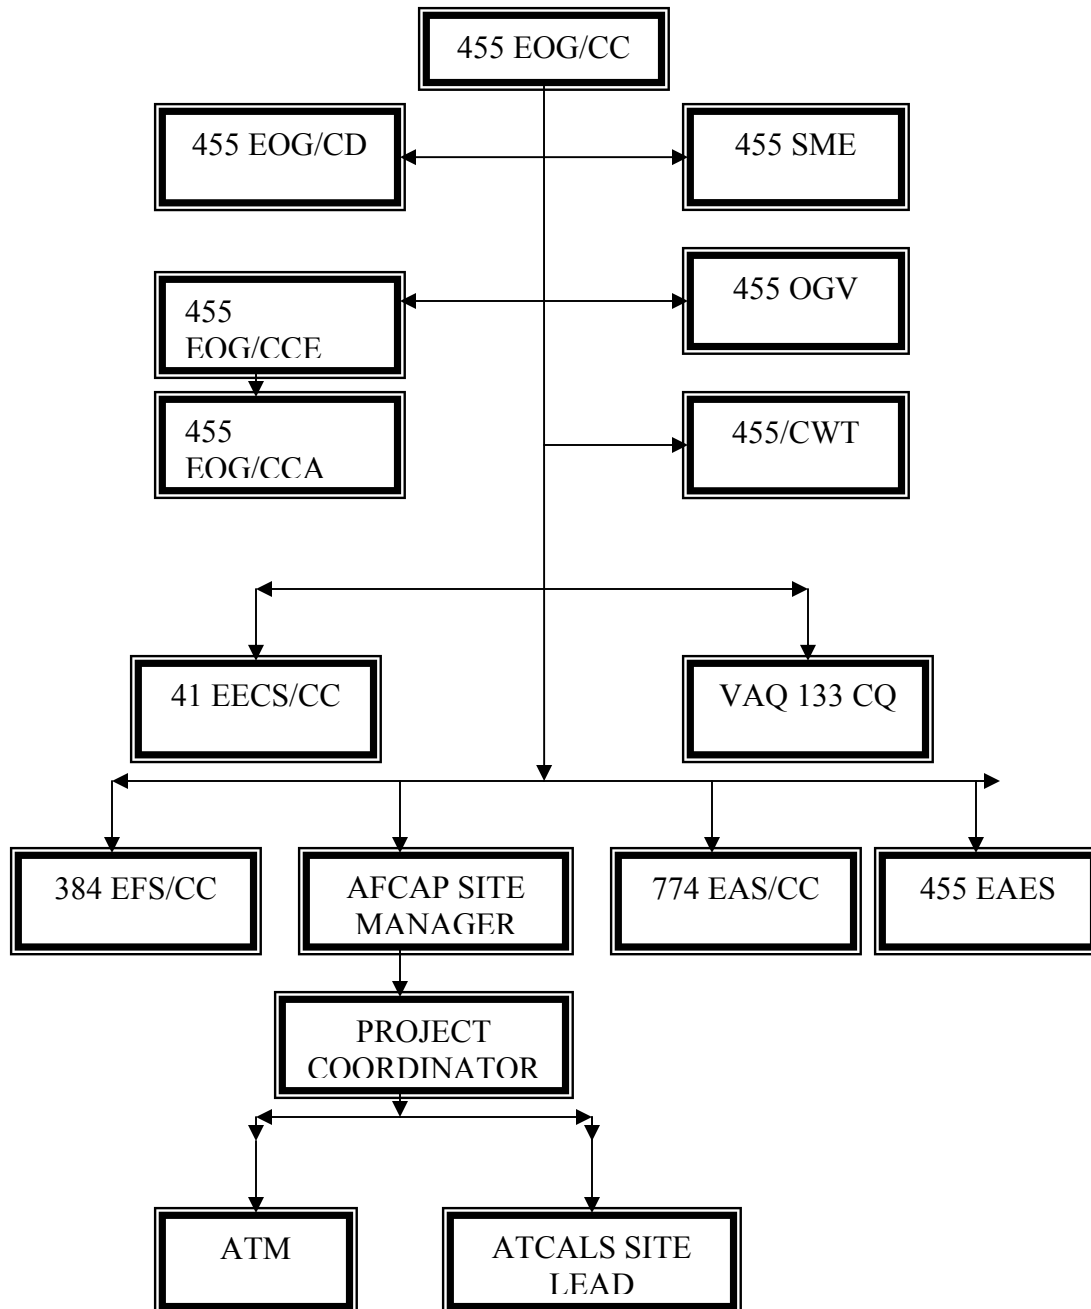 455 EOG/CC
455 EOG/CD
455 SME
455
EOG/CCE
455 OGV
455
EOG/CCA
455/CWT
41 EECS/CC
VAQ 133 CQ
384 EFS/CC
AFCAP SITE
MANAGER
774 EAS/CC
455 EAES
PROJECT
COORDINATOR
ATM
ATCALS SITE
LEAD